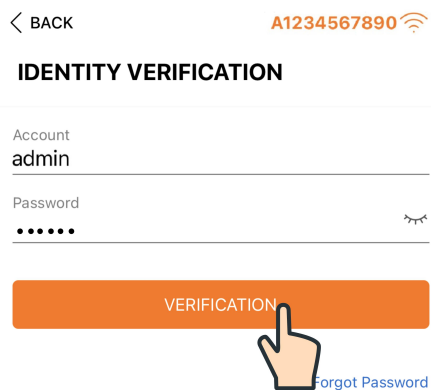 BACK
A1234567890
IDENTITY VERIFICATION
Account
admin
Password
••••••
VERIFICATION
Forgot Password